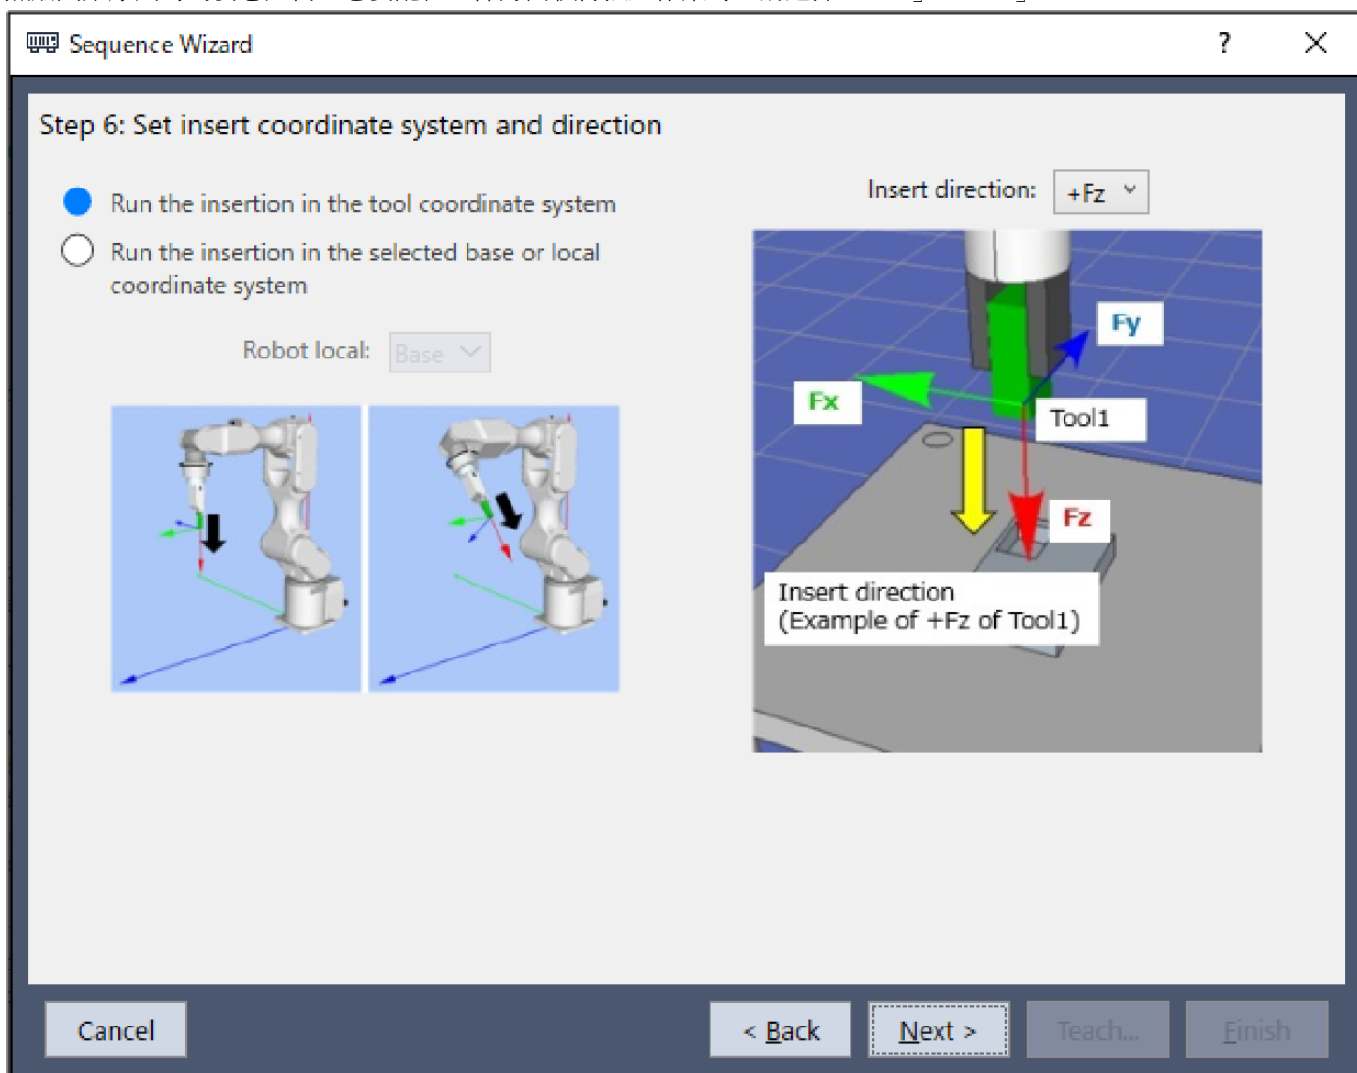 Sequence Wizard
?
Step 6: Set insert coordinate system and direction
Run the insertion in the tool coordinate system
Run the insertion in the selected base or local
coordinate system
Robot local:
Base
Insert direction:
+Fz
Fy
Fx
Tool1
Fz
Insert direction
(Example of +Fz of Tool1)
Cancel
< Back
Next >
Teach...
Finish